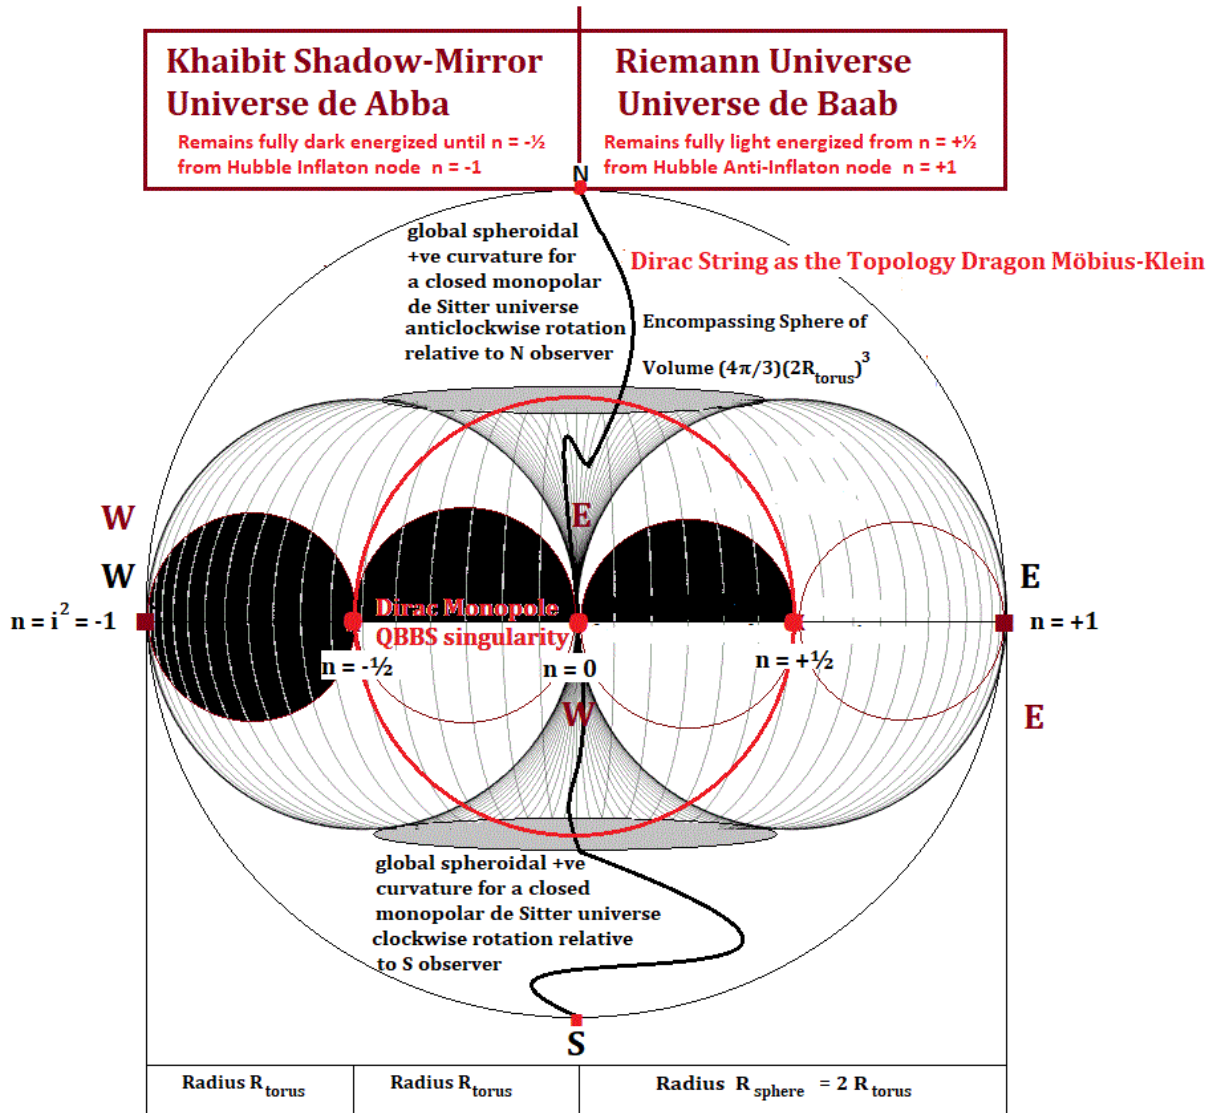 Khaibit Shadow-Mirror
Universe de Abba
Remains fully dark energized until n = -½
from Hubble Inflaton node n = -1
Riemann Universe
Universe de Baab
Remains fully light energized from n = +½
from Hubble Anti-Inflaton node n = +1
N
global spheroidal
+ve curvature for
a closed monopolar
de Sitter universe
anticlockwise rotation
relative to N observer
Dirac String as the Topology Dragon Möbius-Klein
Encompassing Sphere of
Volume (4π/3)(2R_torus)³
W
E
W
E
n = i² = -1
n = +1
Dirac Monopole
QBBS singularity
n = -½
n = 0
n = +½
W
E
global spheroidal +ve
curvature for a closed
monopolar de Sitter universe
clockwise rotation relative
to S observer
S
Radius R_torus
Radius R_torus
Radius R_sphere = 2 R_torus